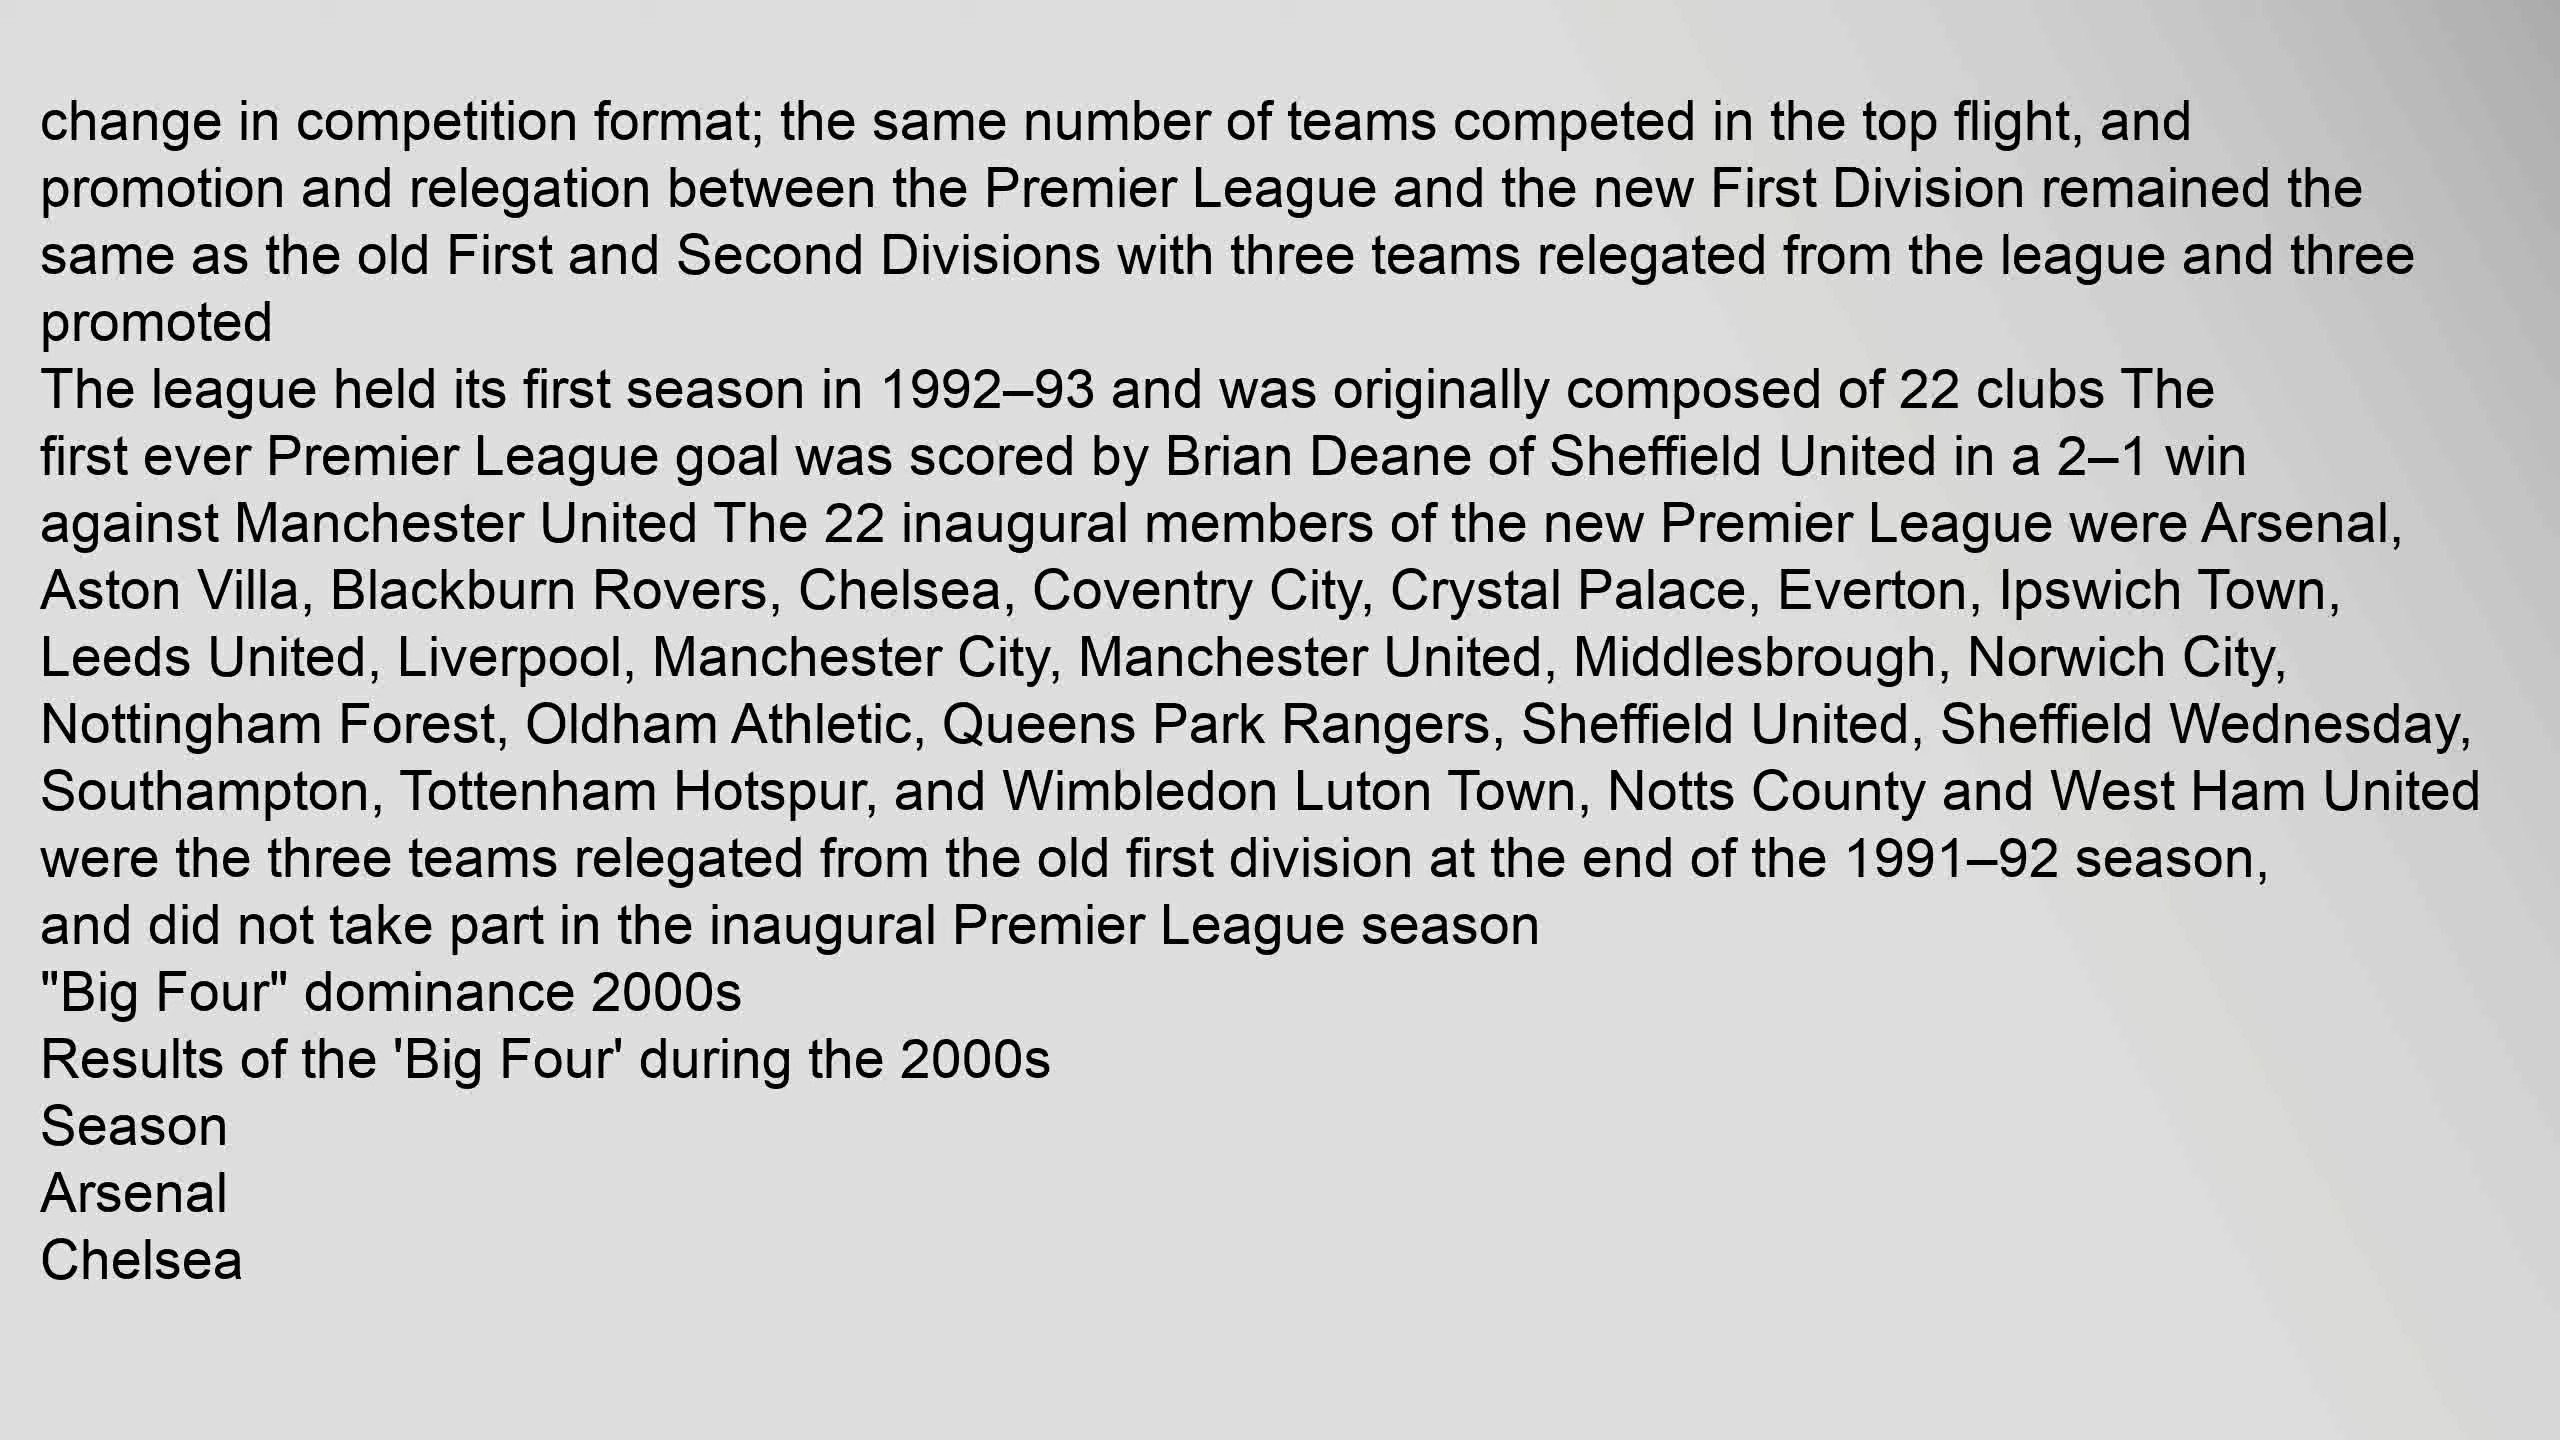 change in competition format; the same number of teams competed in the top flight, and
promotion and relegation between the Premier League and the new First Division remained the
same as the old First and Second Divisions with three teams relegated from the league and three
promoted
The league held its first season in 1992–93 and was originally composed of 22 clubs The
first ever Premier League goal was scored by Brian Deane of Sheffield United in a 2–1 win
against Manchester United The 22 inaugural members of the new Premier League were Arsenal,
Aston Villa, Blackburn Rovers, Chelsea, Coventry City, Crystal Palace, Everton, Ipswich Town,
Leeds United, Liverpool, Manchester City, Manchester United, Middlesbrough, Norwich City,
Nottingham Forest, Oldham Athletic, Queens Park Rangers, Sheffield United, Sheffield Wednesday,
Southampton, Tottenham Hotspur, and Wimbledon Luton Town, Notts County and West Ham United
were the three teams relegated from the old first division at the end of the 1991–92 season,
and did not take part in the inaugural Premier League season
"Big Four" dominance 2000s
Results of the 'Big Four' during the 2000s
Season
Arsenal
Chelsea